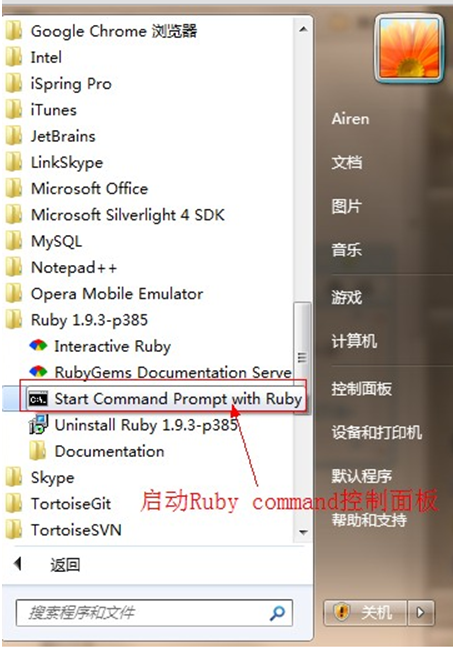 Google Chrome 浏览器
Intel
iSpring Pro
iTunes
JetBrains
LinkSkype
Microsoft Office
Microsoft Silverlight 4 SDK
MySQL
Notepad++
Opera Mobile Emulator
Ruby 1.9.3-p385
Interactive Ruby
RubyGems Documentation Serve
Start Command Prompt with Ruby
Uninstall Ruby 1.9.3-p385
Documentation
Skype
TortoiseGit
TortoiseSVN
返回
搜索程序和文件
Airen
文档
图片
音乐
游戏
计算机
控制面板
设备和打印机
默认程序
帮助和支持
关机
启动Ruby command控制面板